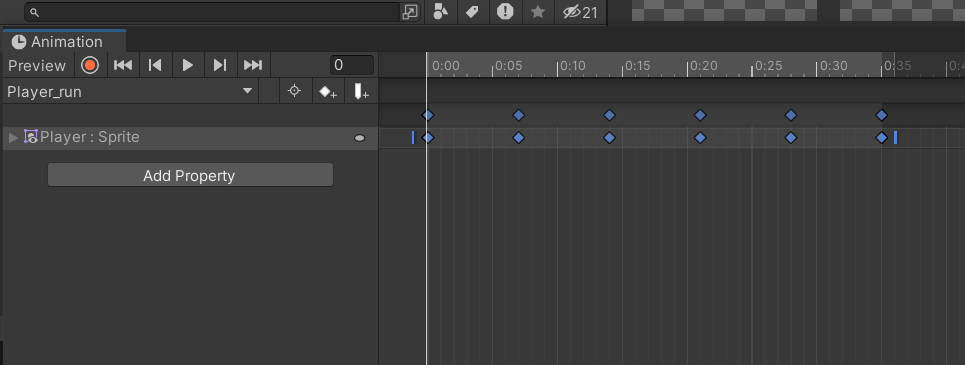 21
Animation
Preview 0 0:00 0:05 0:10 0:15 0:20 0:25 0:30 0:35
Player_run
Player : Sprite
Add Property